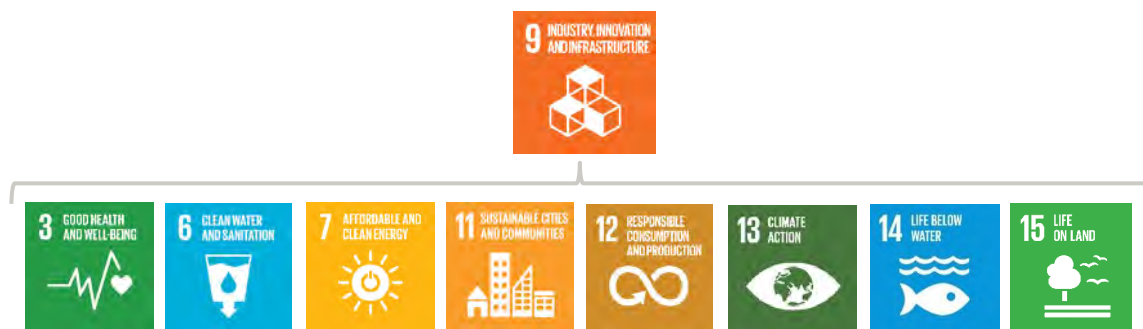 9 INDUSTRY, INNOVATION
AND INFRASTRUCTURE
3 GOOD HEALTH
AND WELL-BEING
6 CLEAN WATER
AND SANITATION
7 AFFORDABLE AND
CLEAN ENERGY
11 SUSTAINABLE CITIES
AND COMMUNITIES
12 RESPONSIBLE
CONSUMPTION
AND PRODUCTION
13 CLIMATE
ACTION
14 LIFE BELOW
WATER
15 LIFE
ON LAND